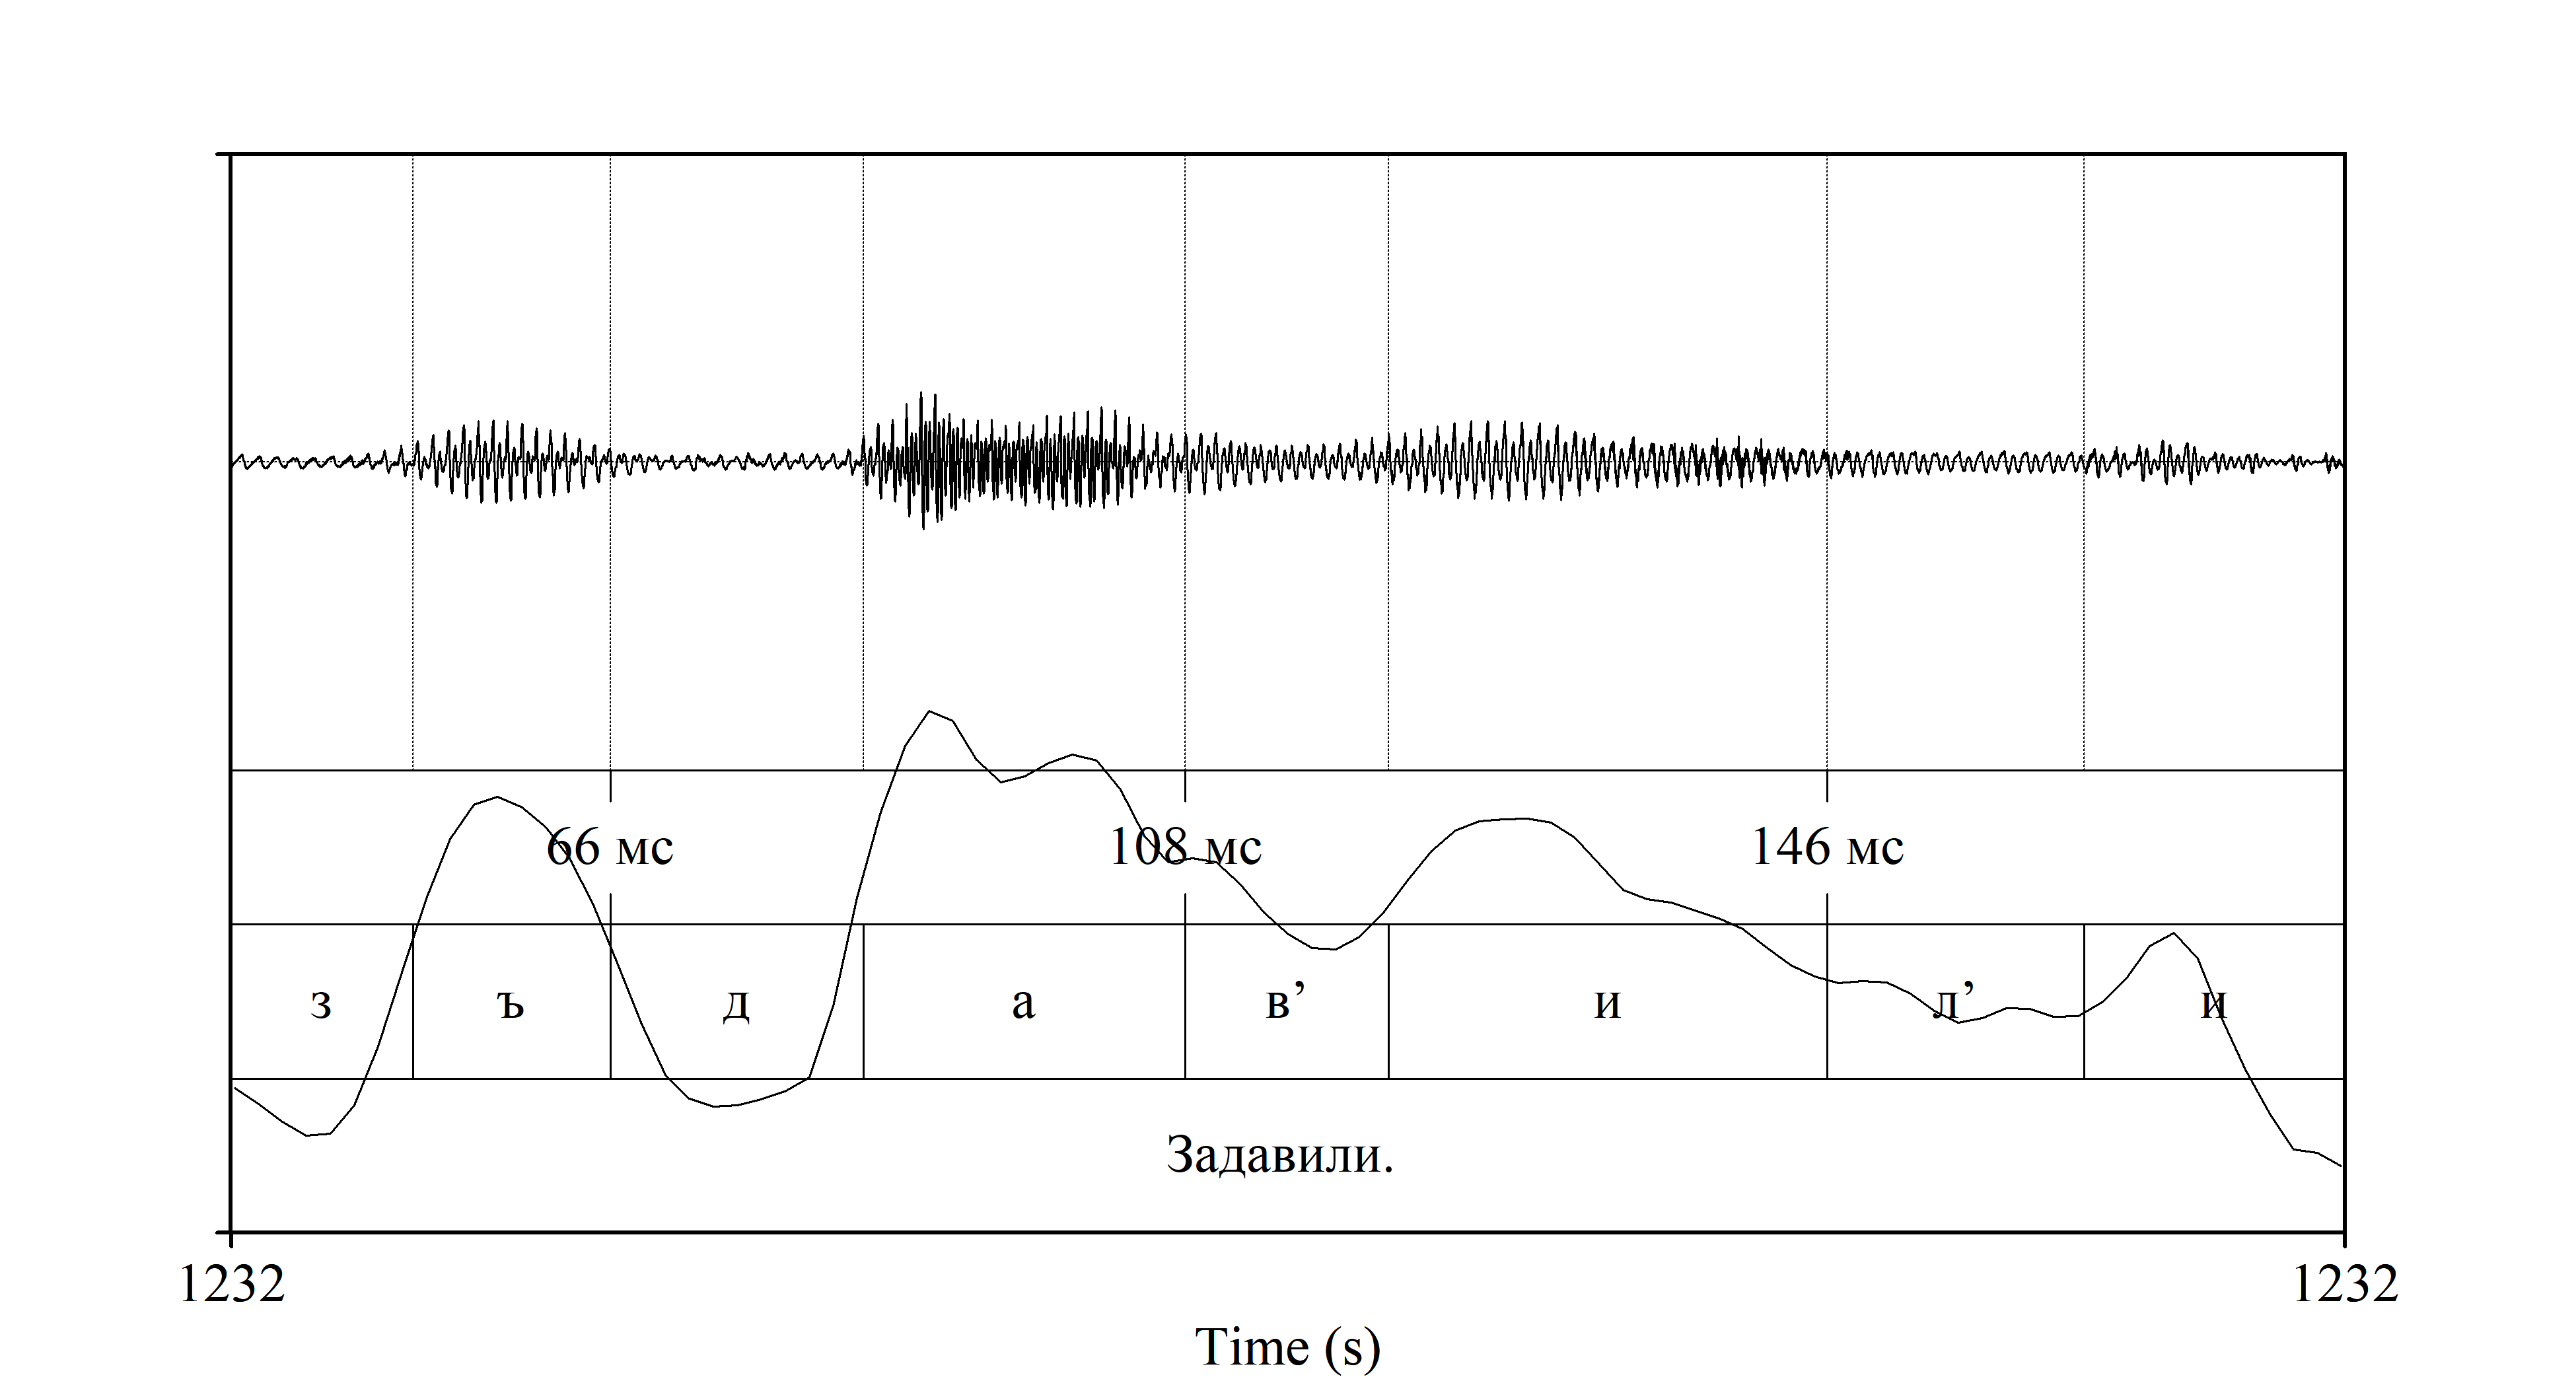 66 мс 108 мс 146 мс
з ъ д а в’ и л’ и
Задавили.
1232 1232
Time (s)